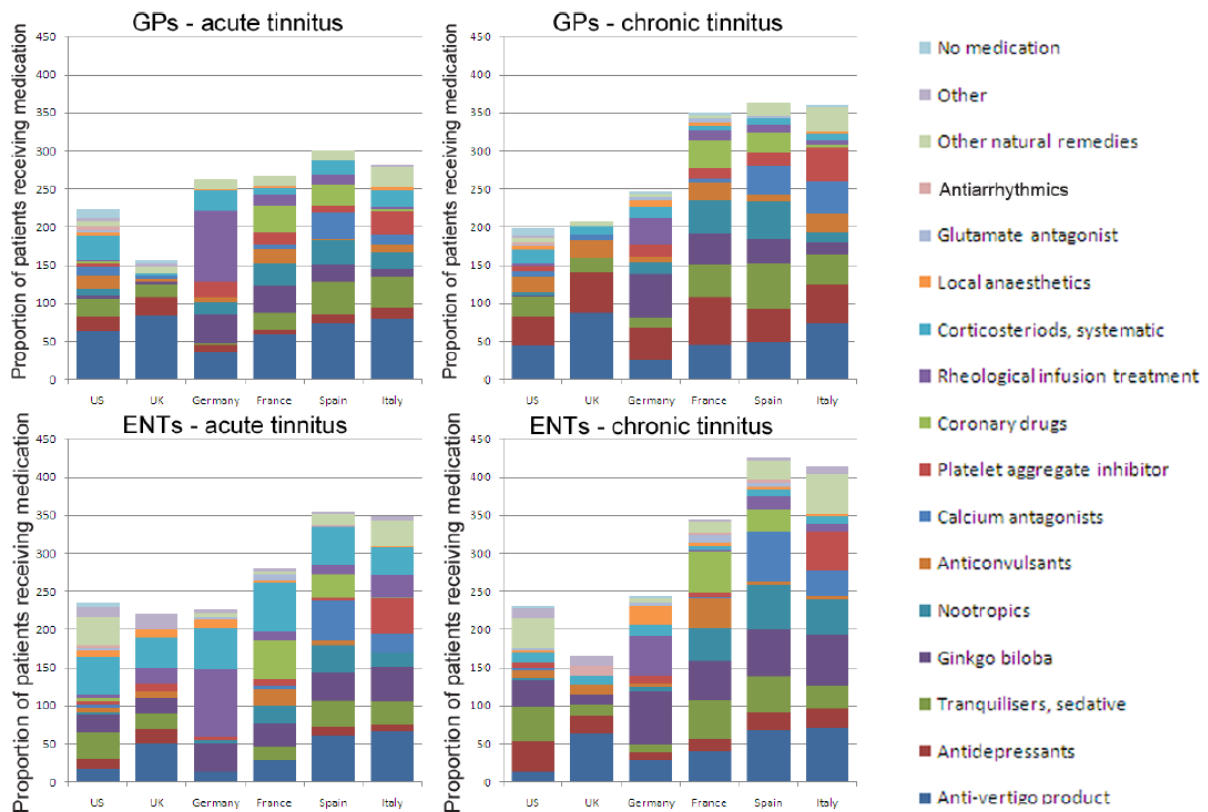 GPs - acute tinnitus
Proportion of patients receiving medication
450
400
350
300
250
200
150
100
50
0
US UK Germany France Spain Italy
GPs - chronic tinnitus
Proportion of patients receiving medication
450
400
350
300
250
200
150
100
50
0
US UK Germany France Spain Italy
ENTs - acute tinnitus
Proportion of patients receiving medication
450
400
350
300
250
200
150
100
50
0
US UK Germany France Spain Italy
ENTs - chronic tinnitus
Proportion of patients receiving medication
450
400
350
300
250
200
150
100
50
0
US UK Germany France Spain Italy
No medication
Other
Other natural remedies
Antiarrhythmics
Glutamate antagonist
Local anaesthetics
Corticosteriods, systematic
Rheological infusion treatment
Coronary drugs
Platelet aggregate inhibitor
Calcium antagonists
Anticonvulsants
Nootropics
Ginkgo biloba
Tranquilisers, sedative
Antidepressants
Anti-vertigo product